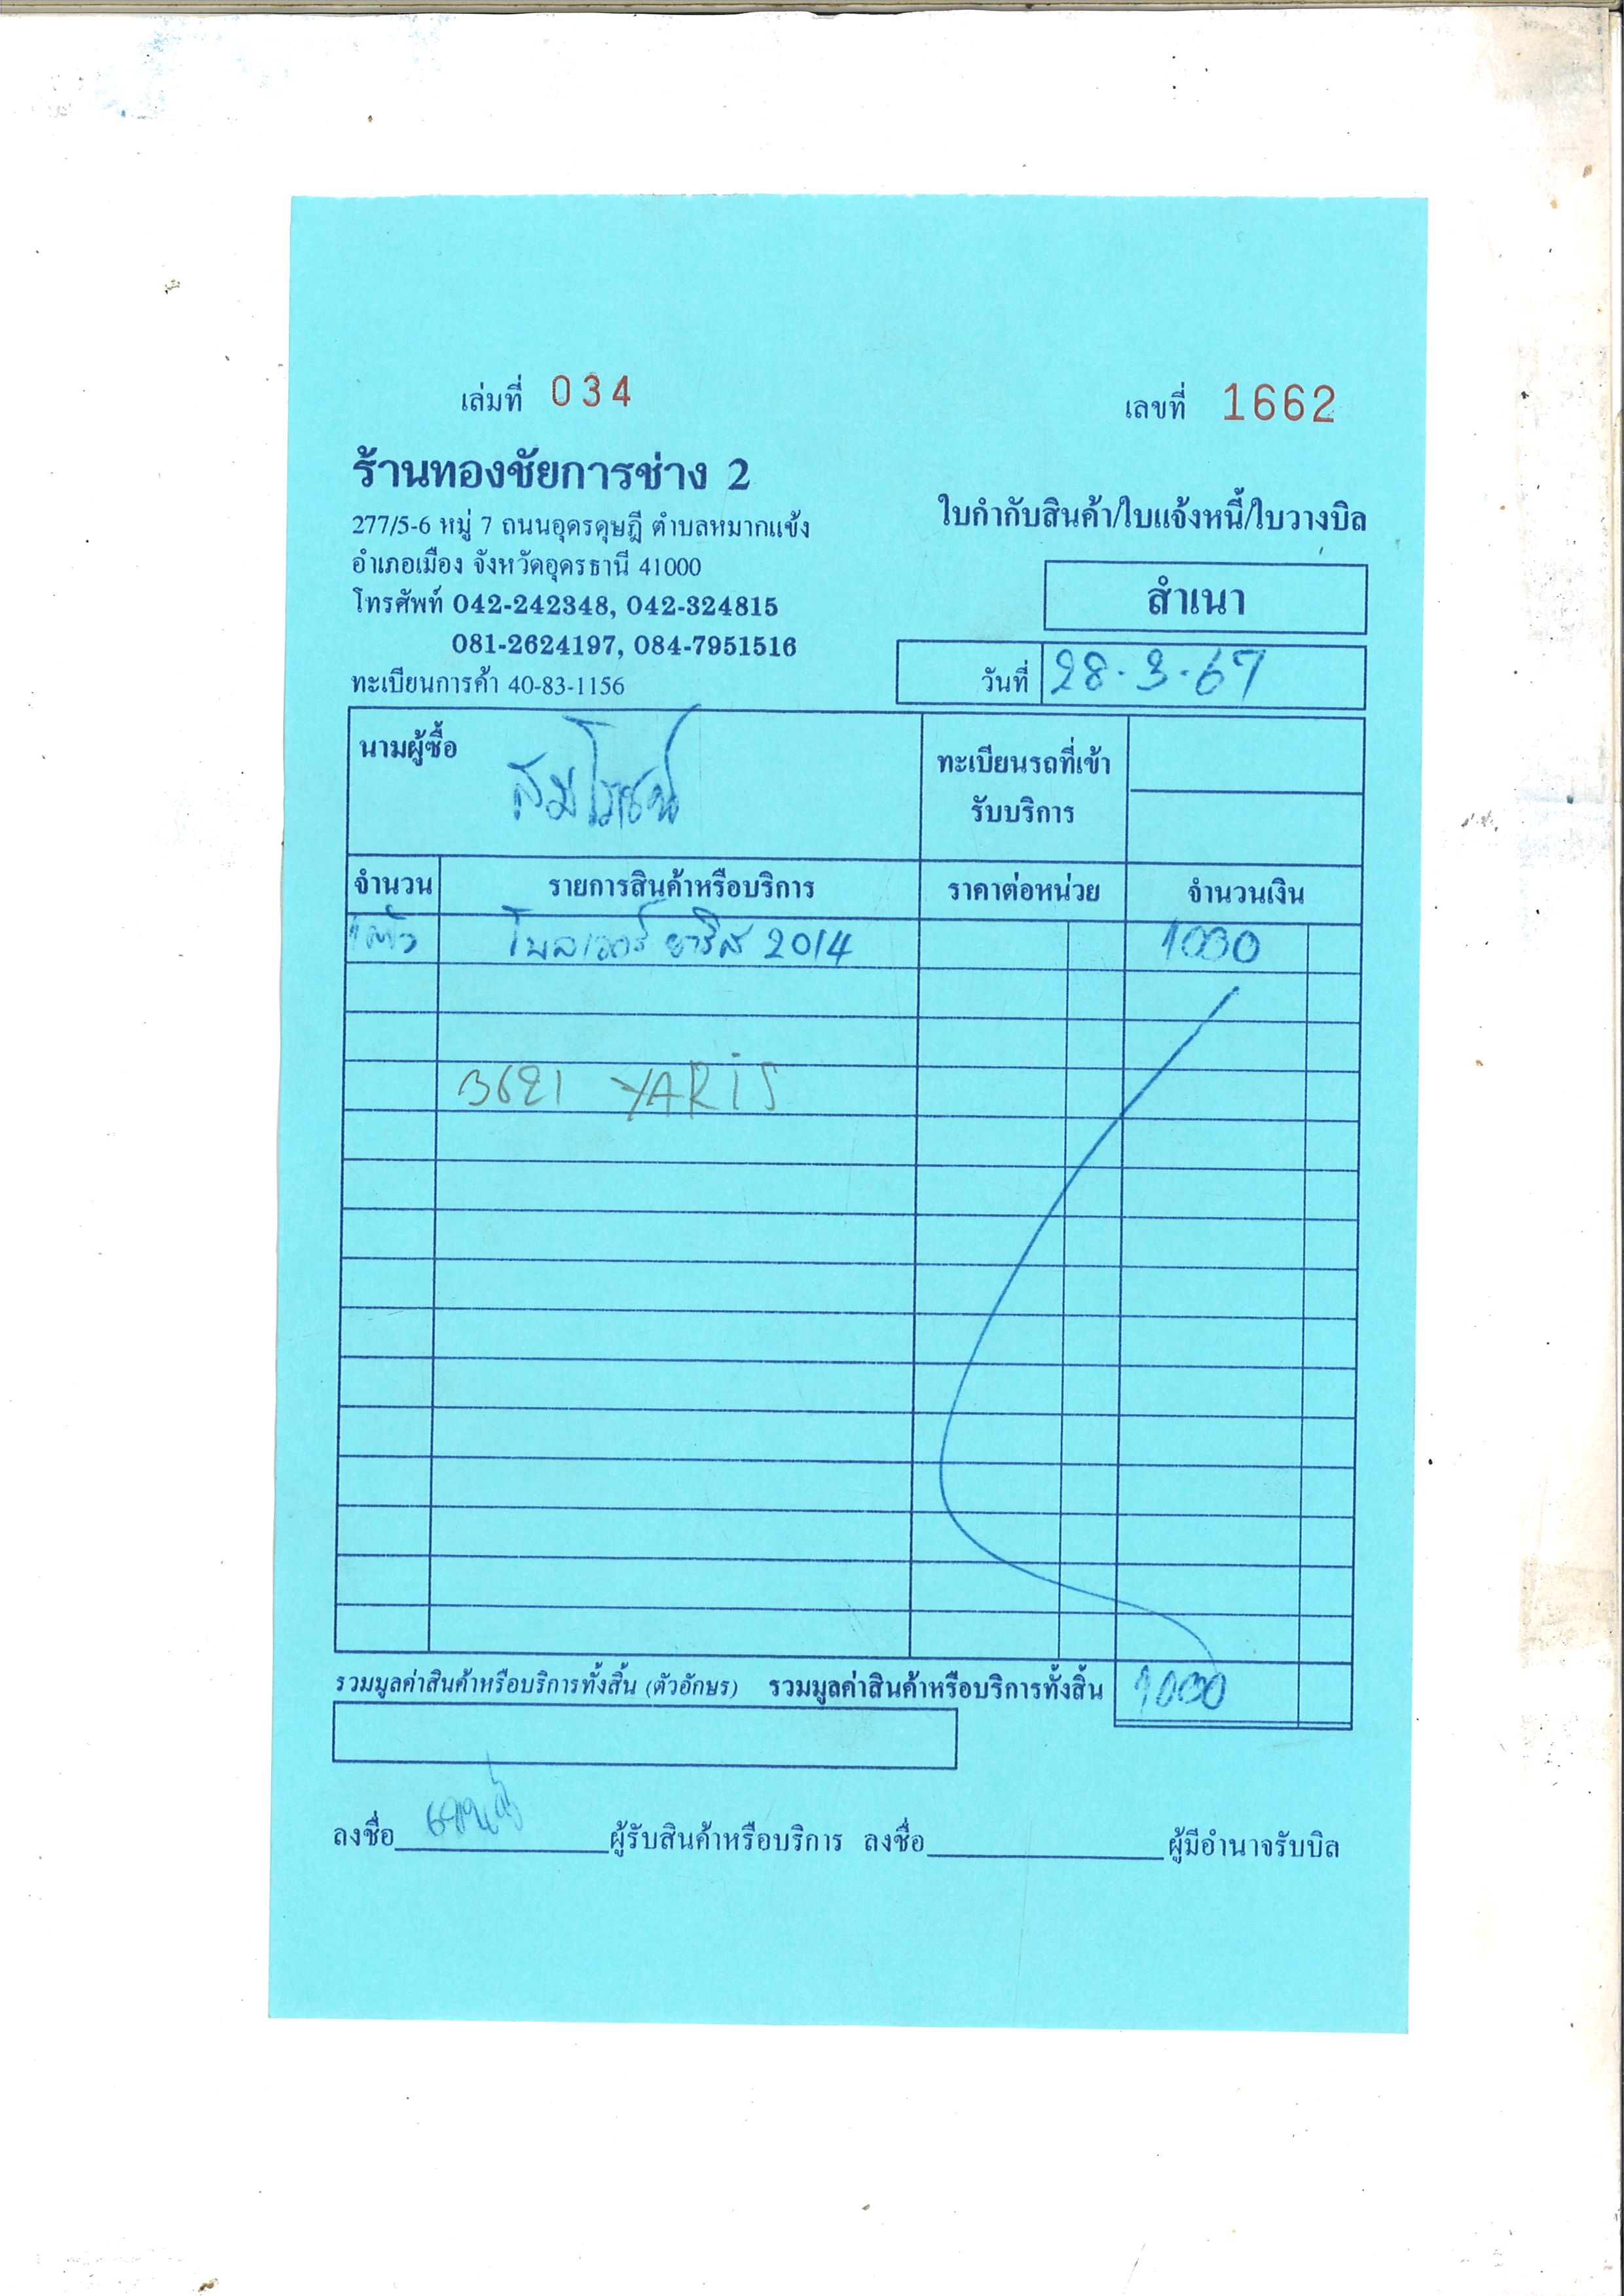 เล่มที่ 034
เลขที่ 1662
ร้านทองชัยการช่าง 2
277/5-6 หมู่ 7 ถนนอุดรดุษฎี ตำบลหมากแข้ง
อำเภอเมือง จังหวัดอุดรธานี 41000
โทรศัพท์ 042-242348, 042-324815
081-2624197, 084-7951516
ทะเบียนการค้า 40-83-1156
ใบกำกับสินค้า/ใบแจ้งหนี้/ใบวางบิล
สำเนา
วันที่ 28-3-67
นามผู้ซื้อ
ทะเบียนรถที่เข้า
รับบริการ
จำนวน รายการสินค้าหรือบริการ ราคาต่อหน่วย จำนวนเงิน
1 ตัว โบลเวอร์ ยาริส 2014 1000
3621 YARiS
รวมมูลค่าสินค้าหรือบริการทั้งสิ้น (ตัวอักษร) รวมมูลค่าสินค้าหรือบริการทั้งสิ้น 1000
ลงชื่อ ผู้รับสินค้าหรือบริการ ลงชื่อ ผู้มีอำนาจรับบิล